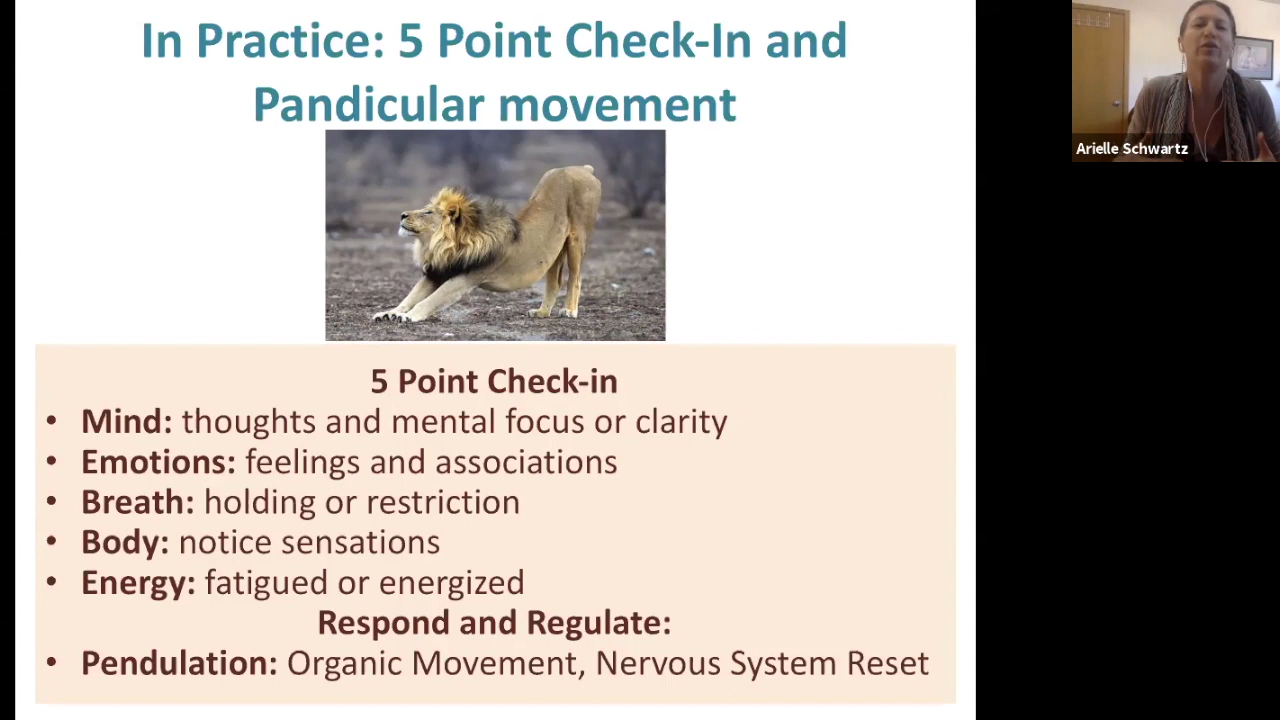 In Practice: 5 Point Check-In and
Pandicular movement
Arielle Schwartz
5 Point Check-in
• Mind: thoughts and mental focus or clarity
• Emotions: feelings and associations
• Breath: holding or restriction
• Body: notice sensations
• Energy: fatigued or energized
Respond and Regulate:
• Pendulation: Organic Movement, Nervous System Reset